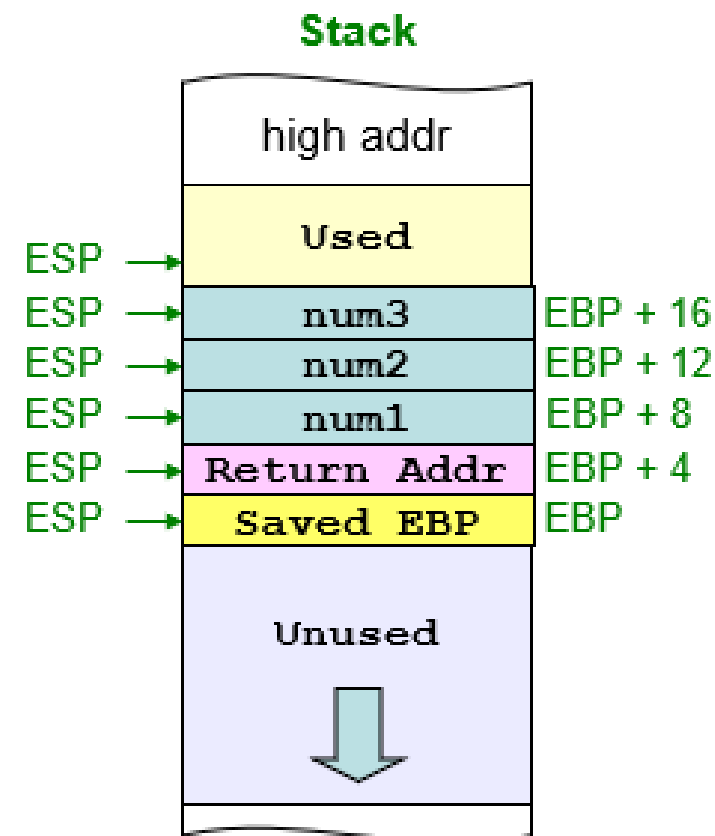 Stack
high addr
Used
ESP
ESP num3 EBP + 16
ESP num2 EBP + 12
ESP num1 EBP + 8
ESP Return Addr EBP + 4
ESP Saved EBP EBP
Unused